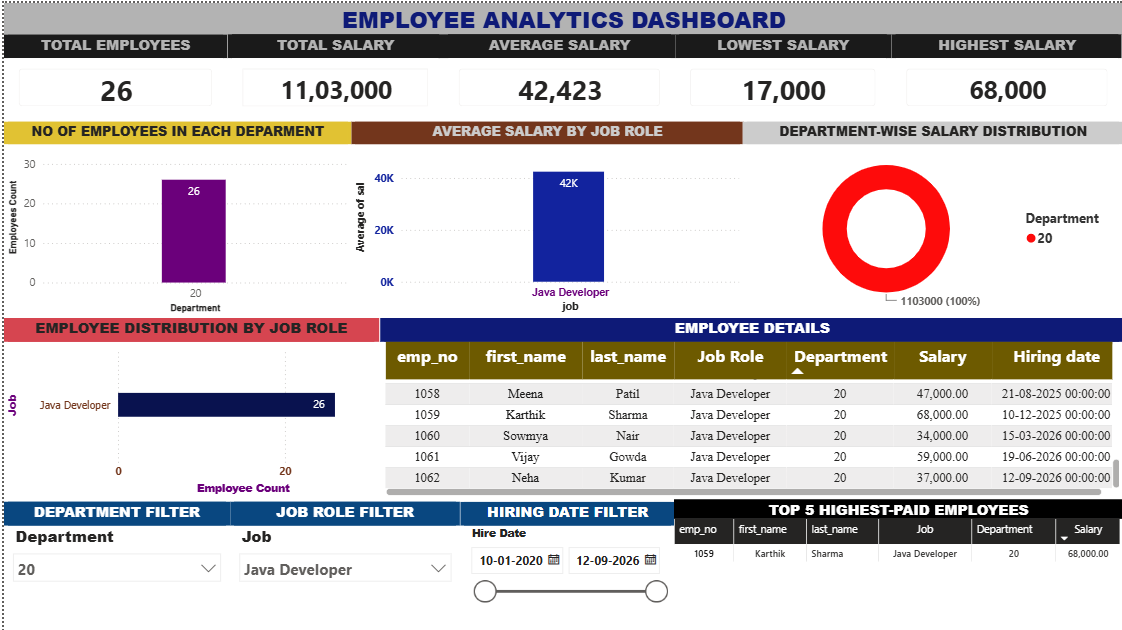 EMPLOYEE ANALYTICS DASHBOARD
TOTAL EMPLOYEES TOTAL SALARY AVERAGE SALARY LOWEST SALARY HIGHEST SALARY
26 11,03,000 42,423 17,000 68,000
NO OF EMPLOYEES IN EACH DEPARMENT
30
20
10
0
Employees Count
26
20
Department
AVERAGE SALARY BY JOB ROLE
40K
20K
0K
Average of sal
42K
Java Developer
job
DEPARTMENT-WISE SALARY DISTRIBUTION
Department
20
1103000 (100%)
EMPLOYEE DISTRIBUTION BY JOB ROLE
Job
Java Developer
26
0 20
Employee Count
EMPLOYEE DETAILS
emp_no first_name last_name Job Role Department Salary Hiring date
1058 Meena Patil Java Developer 20 47,000.00 21-08-2025 00:00:00
1059 Karthik Sharma Java Developer 20 68,000.00 10-12-2025 00:00:00
1060 Sowmya Nair Java Developer 20 34,000.00 15-03-2026 00:00:00
1061 Vijay Gowda Java Developer 20 59,000.00 19-06-2026 00:00:00
1062 Neha Kumar Java Developer 20 37,000.00 12-09-2026 00:00:00
DEPARTMENT FILTER
Department
20
JOB ROLE FILTER
Job
Java Developer
HIRING DATE FILTER
Hire Date
10-01-2020 12-09-2026
TOP 5 HIGHEST-PAID EMPLOYEES
emp_no first_name last_name Job Department Salary
1059 Karthik Sharma Java Developer 20 68,000.00